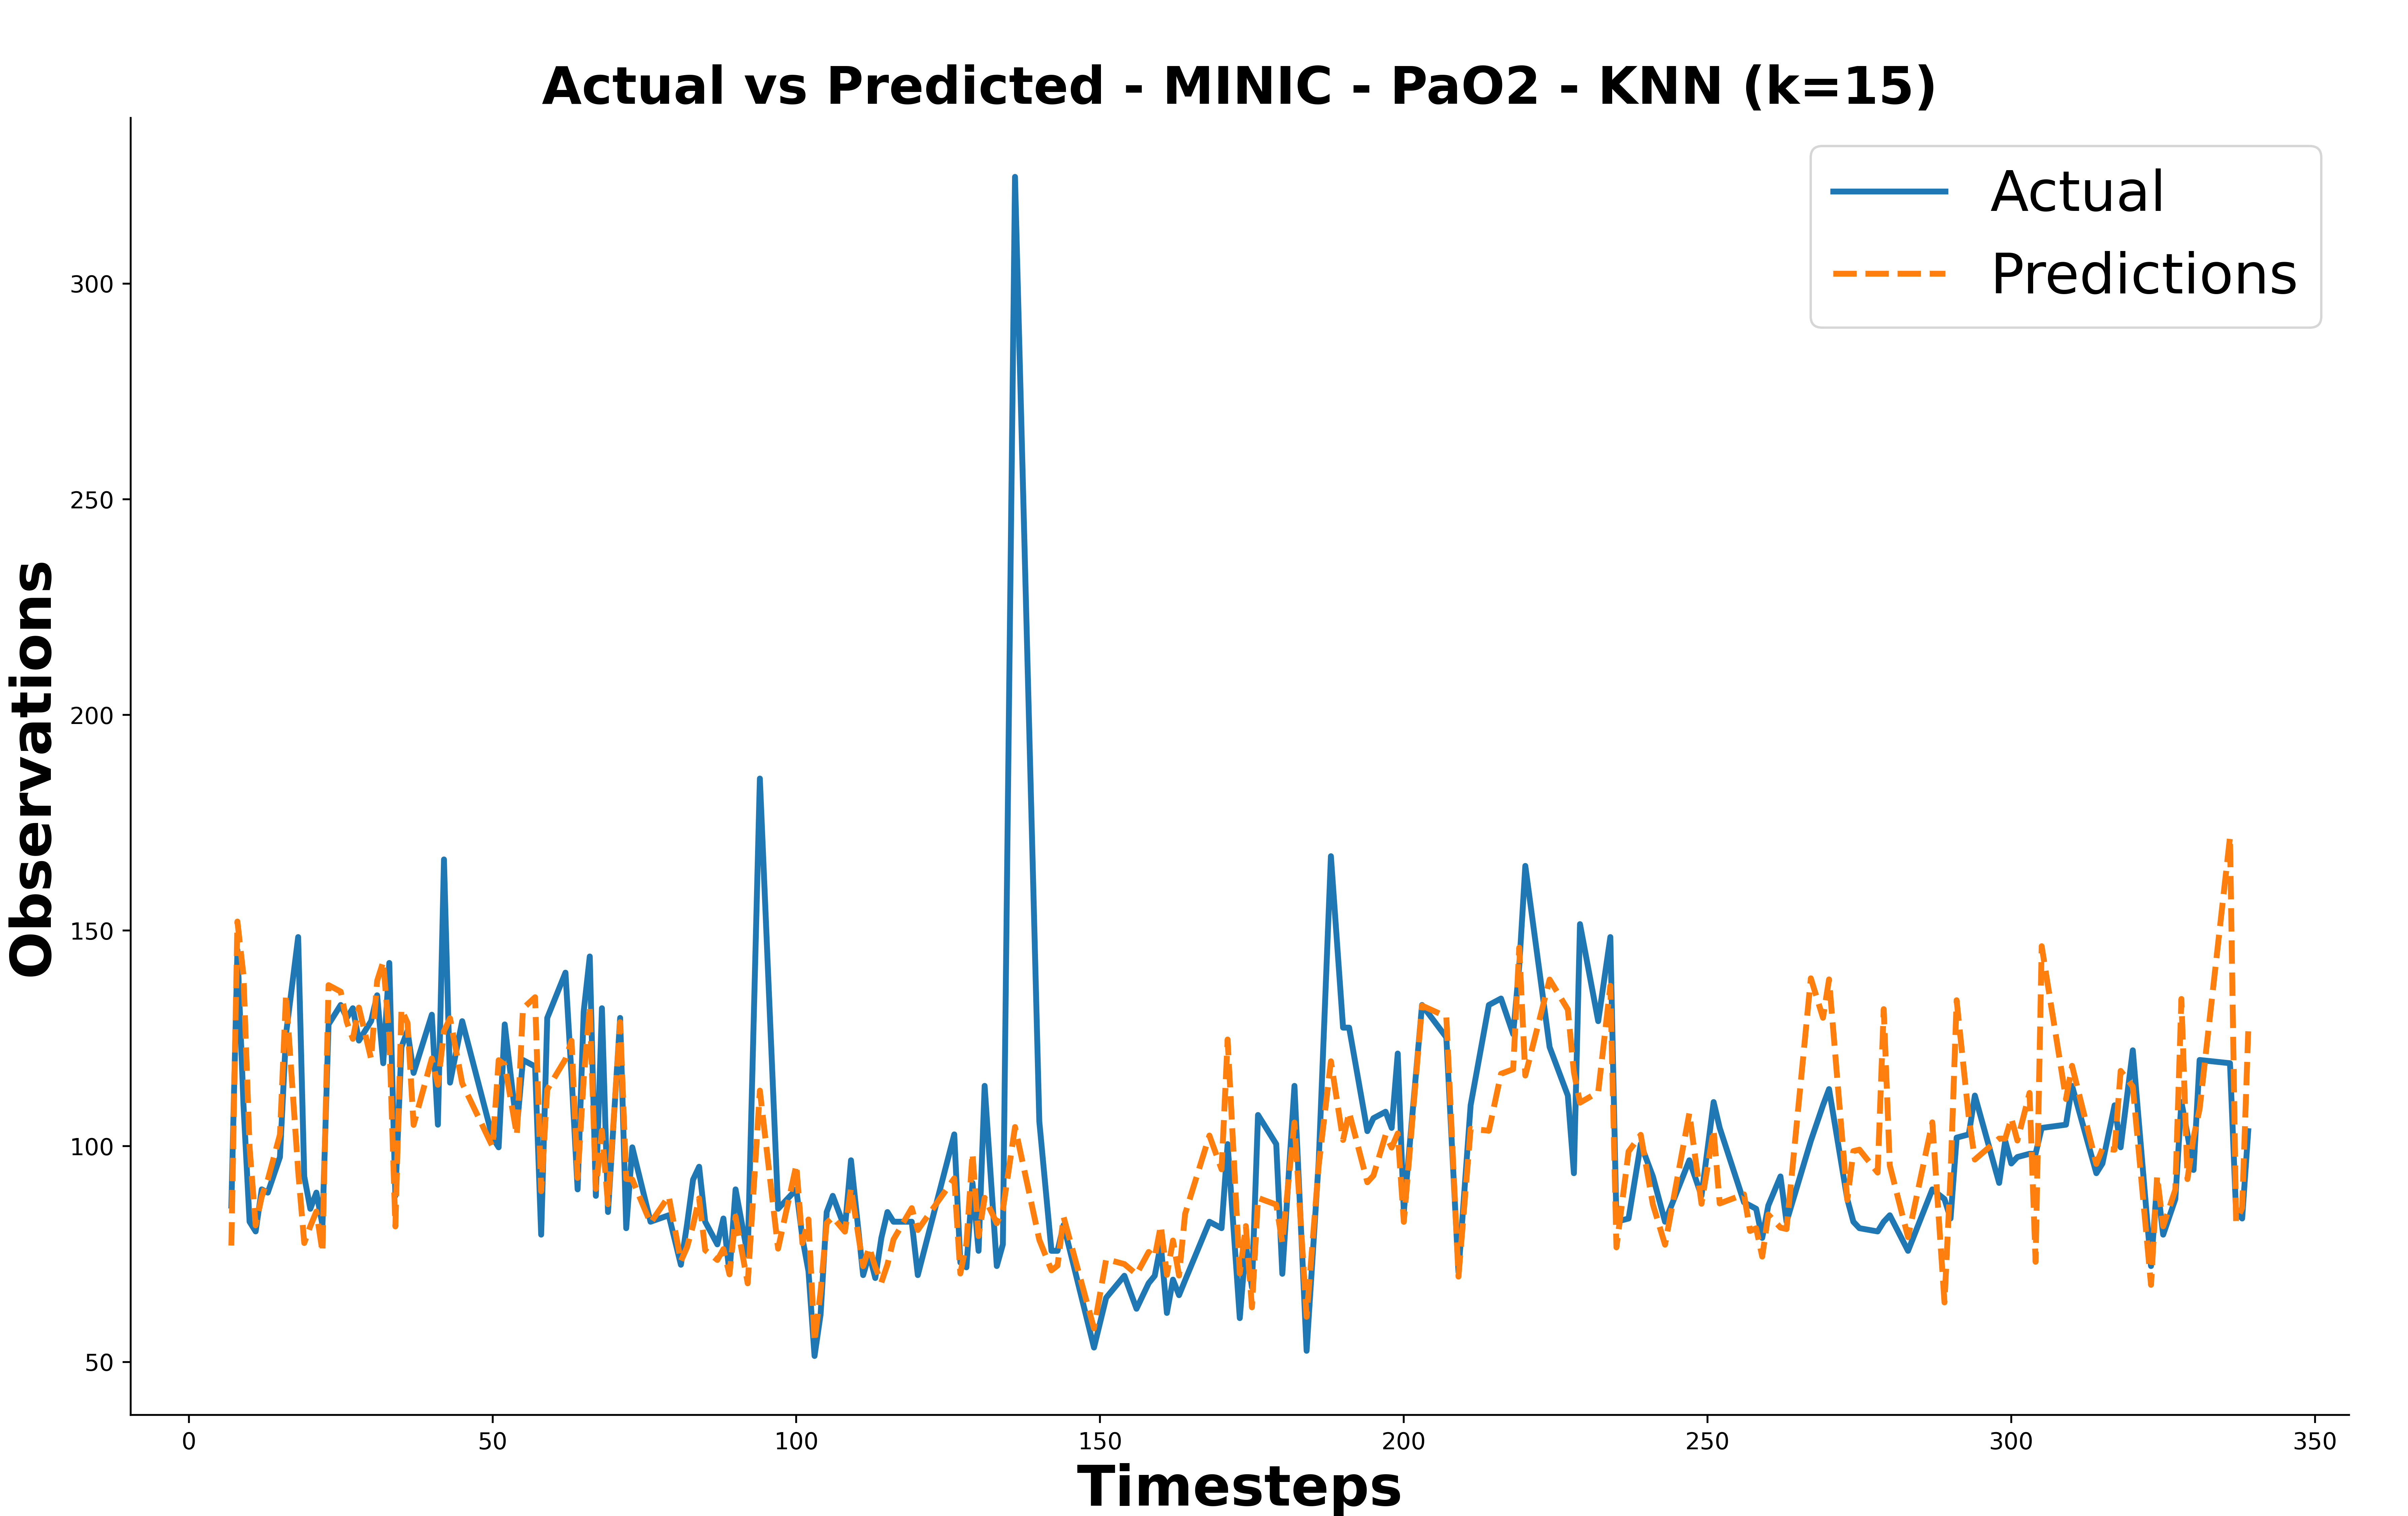 Actual vs Predicted - MINIC - PaO2 - KNN (k=15)
Actual
Predictions
Observations
300
250
200
150
100
50
0 50 100 150 200 250 300 350
Timesteps